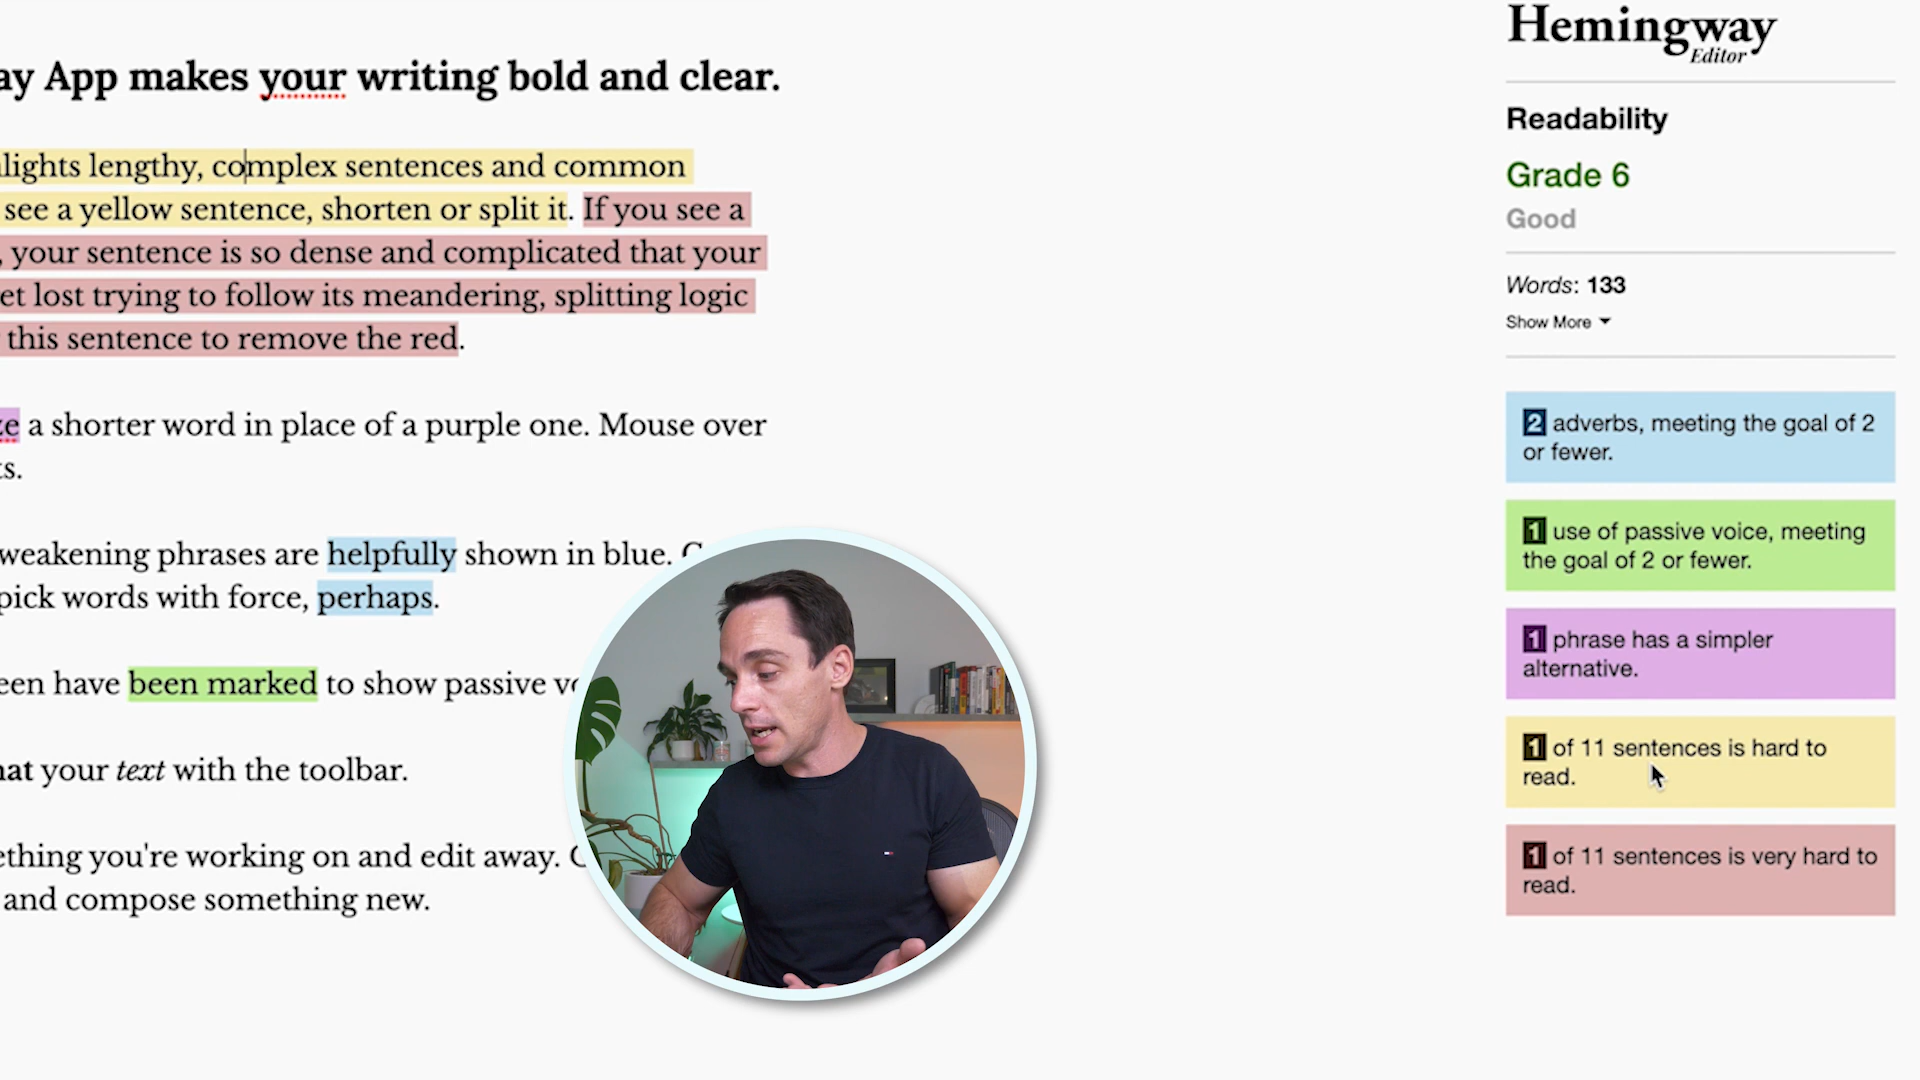 ay App makes your writing bold and clear.
lights lengthy, complex sentences and common
see a yellow sentence, shorten or split it. If you see a
, your sentence is so dense and complicated that your
et lost trying to follow its meandering, splitting logic
this sentence to remove the red.
ze a shorter word in place of a purple one. Mouse over
ts.
weakening phrases are helpfully shown in blue.
pick words with force, perhaps.
een have been marked to show passive vo
hat your text with the toolbar.
ething you're working on and edit away.
and compose something new.
Hemingway
Editor
Readability
Grade 6
Good
Words: 133
Show More
2 adverbs, meeting the goal of 2
or fewer.
1 use of passive voice, meeting
the goal of 2 or fewer.
1 phrase has a simpler
alternative.
1 of 11 sentences is hard to
read.
1 of 11 sentences is very hard to
read.